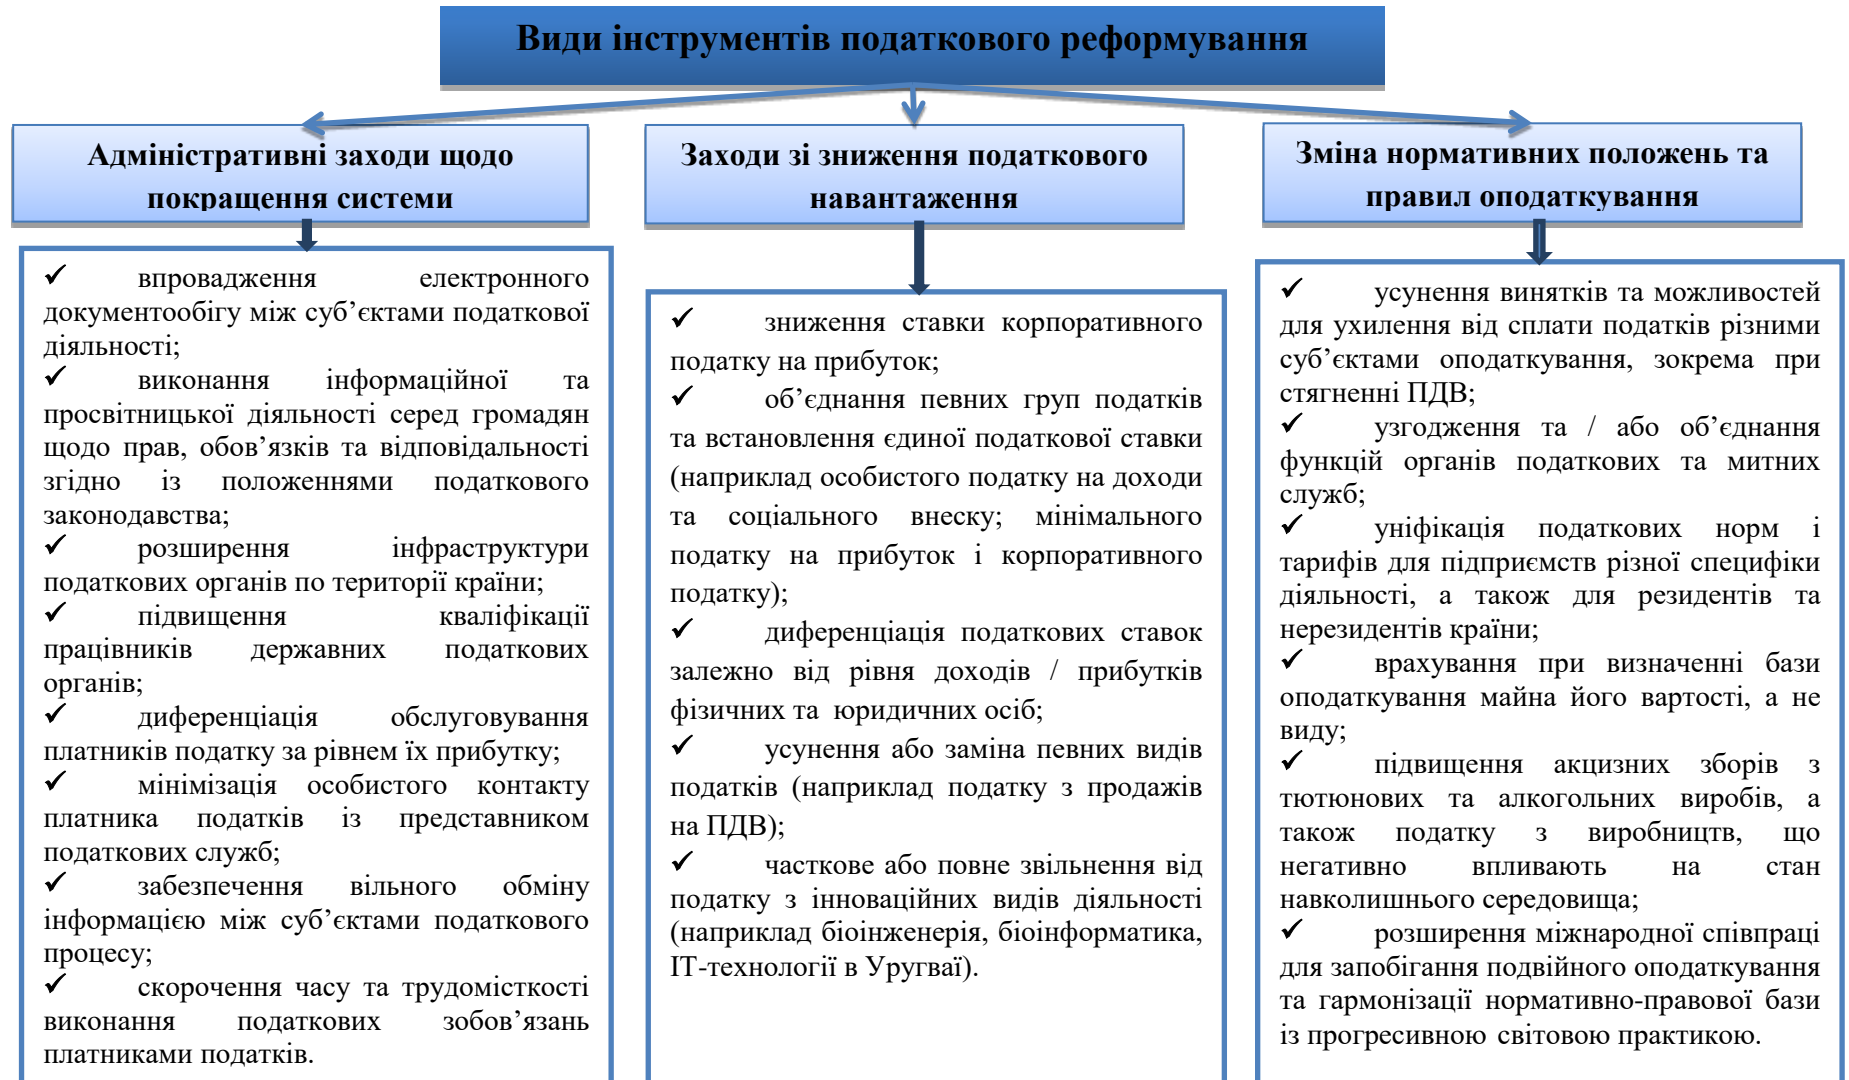 Види інструментів податкового реформування
Адміністративні заходи щодо
покращення системи
впровадження електронного
документообігу між суб’єктами податкової
діяльності;
виконання інформаційної та
просвітницької діяльності серед громадян
щодо прав, обов’язків та відповідальності
згідно із положеннями податкового
законодавства;
розширення інфраструктури
податкових органів по території країни;
підвищення кваліфікації
працівників державних податкових
органів;
диференціація обслуговування
платників податку за рівнем їх прибутку;
мінімізація особистого контакту
платника податків із представником
податкових служб;
забезпечення вільного обміну
інформацією між суб’єктами податкового
процесу;
скорочення часу та трудомісткості
виконання податкових зобов’язань
платниками податків.
Заходи зі зниження податкового
навантаження
зниження ставки корпоративного
податку на прибуток;
об’єднання певних груп податків
та встановлення єдиної податкової ставки
(наприклад особистого податку на доходи
та соціального внеску; мінімального
податку на прибуток і корпоративного
податку);
диференціація податкових ставок
залежно від рівня доходів / прибутків
фізичних та юридичних осіб;
усунення або заміна певних видів
податків (наприклад податку з продажів
на ПДВ);
часткове або повне звільнення від
податку з інноваційних видів діяльності
(наприклад біоінженерія, біоінформатика,
ІТ-технології в Уругваї).
Зміна нормативних положень та
правил оподаткування
усунення винятків та можливостей
для ухилення від сплати податків різними
суб’єктами оподаткування, зокрема при
стягненні ПДВ;
узгодження та / або об’єднання
функцій органів податкових та митних
служб;
уніфікація податкових норм і
тарифів для підприємств різної специфіки
діяльності, а також для резидентів та
нерезидентів країни;
врахування при визначенні бази
оподаткування майна його вартості, а не
виду;
підвищення акцизних зборів з
тютюнових та алкогольних виробів, а
також податку з виробництв, що
негативно впливають на стан
навколишнього середовища;
розширення міжнародної співпраці
для запобігання подвійного оподаткування
та гармонізації нормативно-правової бази
із прогресивною світовою практикою.